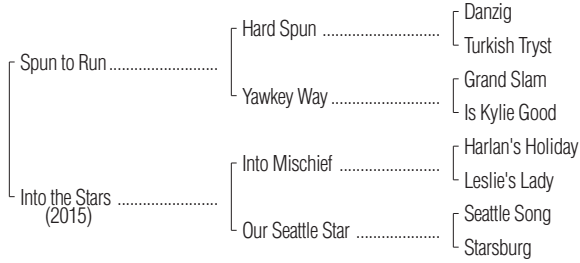 Danzig
Hard Spun ..............................
Turkish Tryst
Spun to Run ............................
Grand Slam
Yawkey Way ............................
Is Kylie Good
Harlan's Holiday
Into Mischief ..........................
Leslie's Lady
Into the Stars ..........................
(2015)
Seattle Song
Our Seattle Star .......................
Starsburg